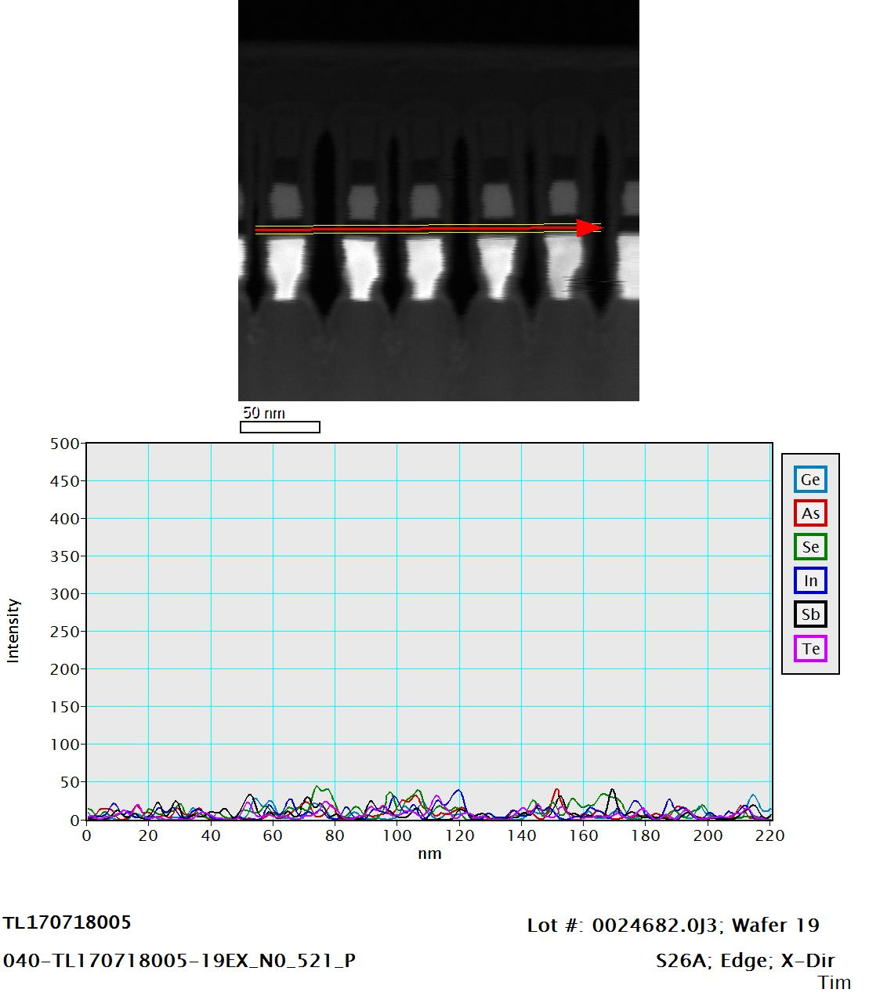 50 nm
500
450
400
350
300
250
200
150
100
50
0
Intensity
0 20 40 60 80 100 120 140 160 180 200 220
nm
Ge
As
Se
In
Sb
Te
TL170718005
Lot #: 0024682.0J3; Wafer 19
040-TL170718005-19EX_N0_521_P
S26A; Edge; X-Dir
Tim